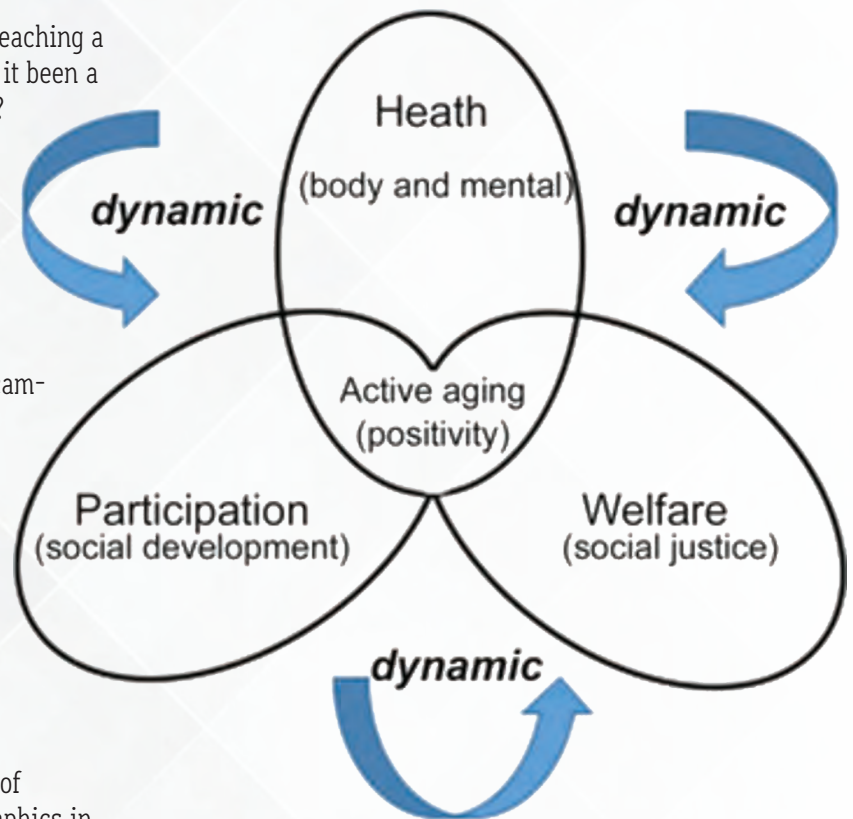 eaching a
it been a
?
am-
of
Heath
(body and mental)
dynamic
dynamic
Active aging
(positivity)
Participation
(social development)
Welfare
(social justice)
dynamic